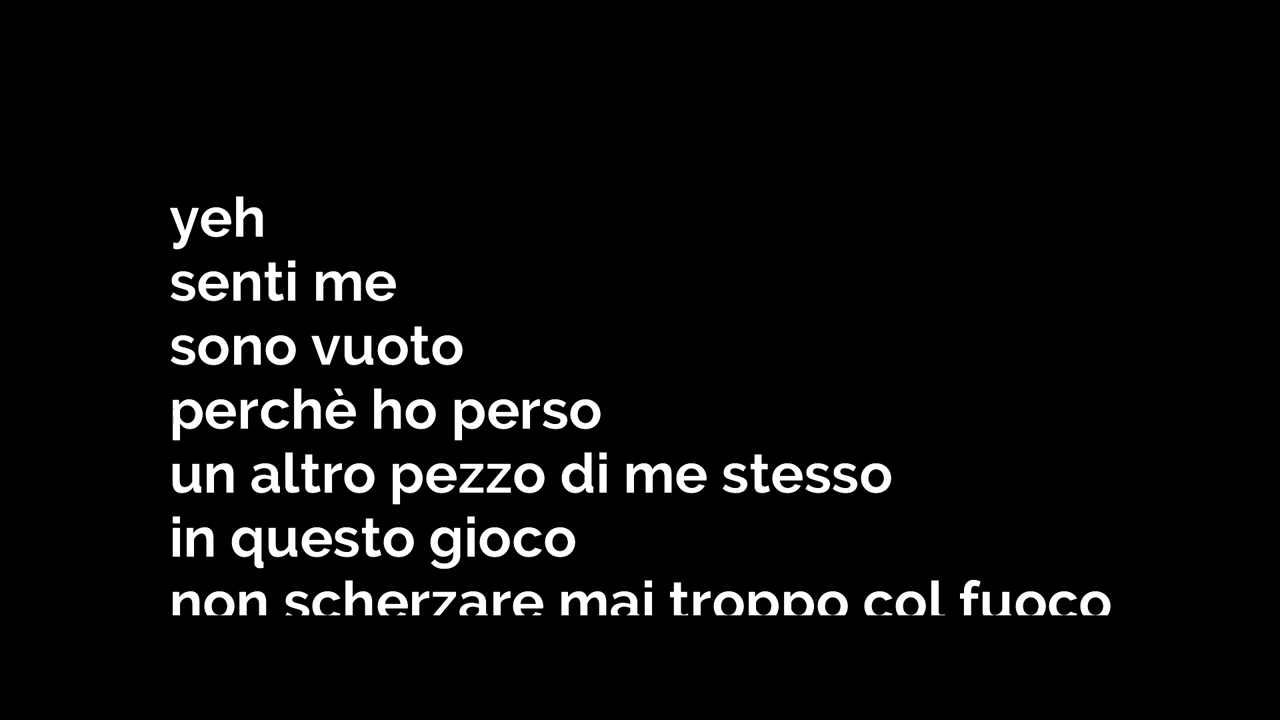 yeh
senti me
sono vuoto
perchè ho perso
un altro pezzo di me stesso
in questo gioco
non scherzare mai troppo col fuoco